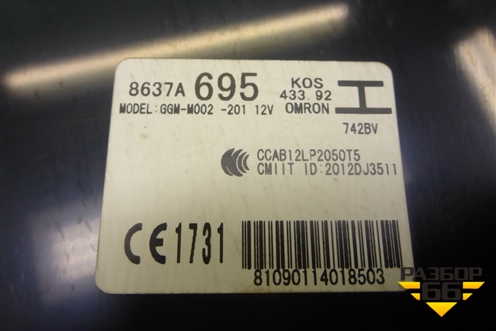 8637A 695 KOS
433.92
MODEL:GGM-M002 -201 12V OMRON
742BV
CCAB12LP2050T5
CMIIT ID:2012DJ3511
CE1731
81090114018503
РАЗБОР
66